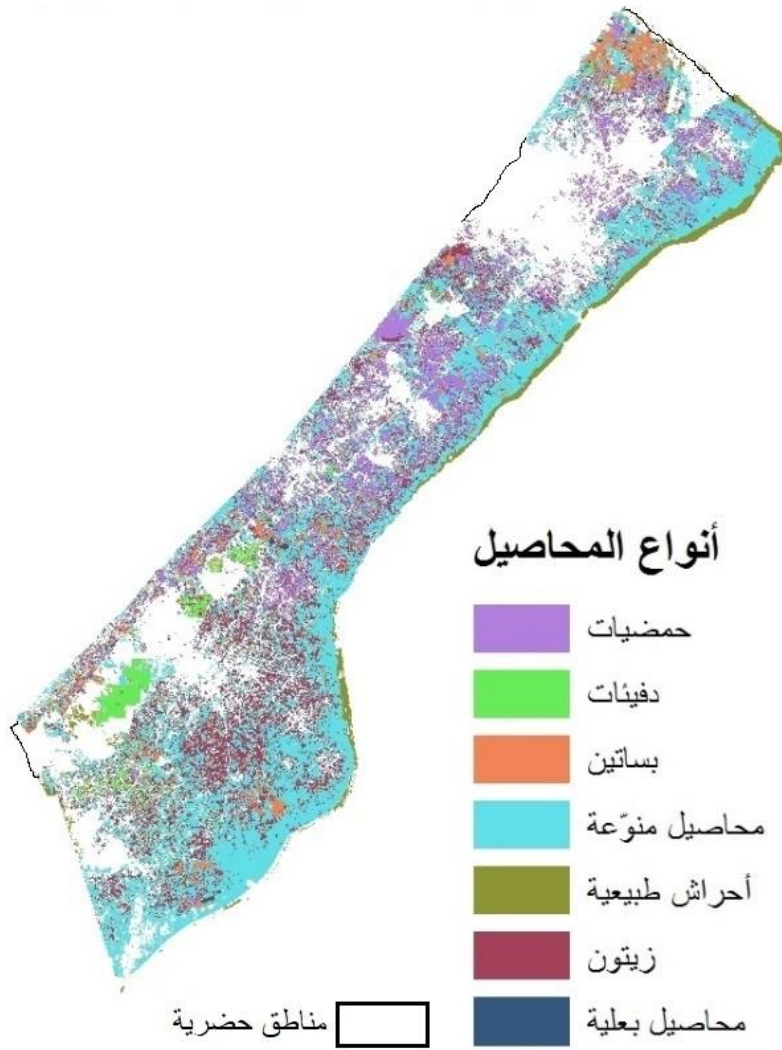 أنواع المحاصيل
حمضيات
دفيئات
بساتين
محاصيل منوّعة
أحراش طبيعية
زيتون
محاصيل بعلية
مناطق حضرية